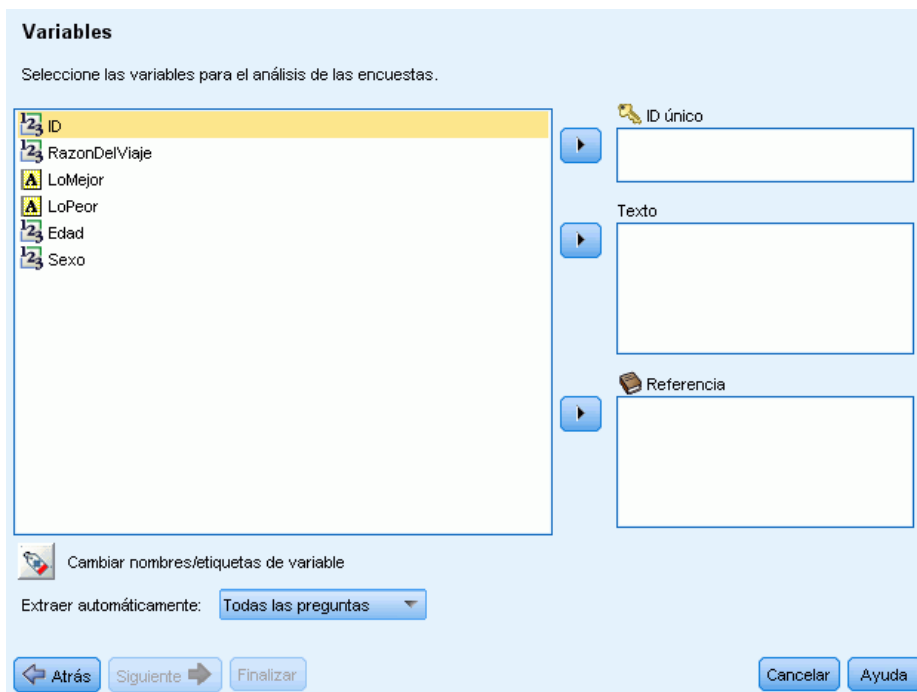 Variables
Seleccione las variables para el análisis de las encuestas.
ID
RazonDelViaje
LoMejor
LoPeor
Edad
Sexo
ID único
Texto
Referencia
Cambiar nombres/etiquetas de variable
Extraer automáticamente: Todas las preguntas
Atrás Siguiente Finalizar Cancelar Ayuda